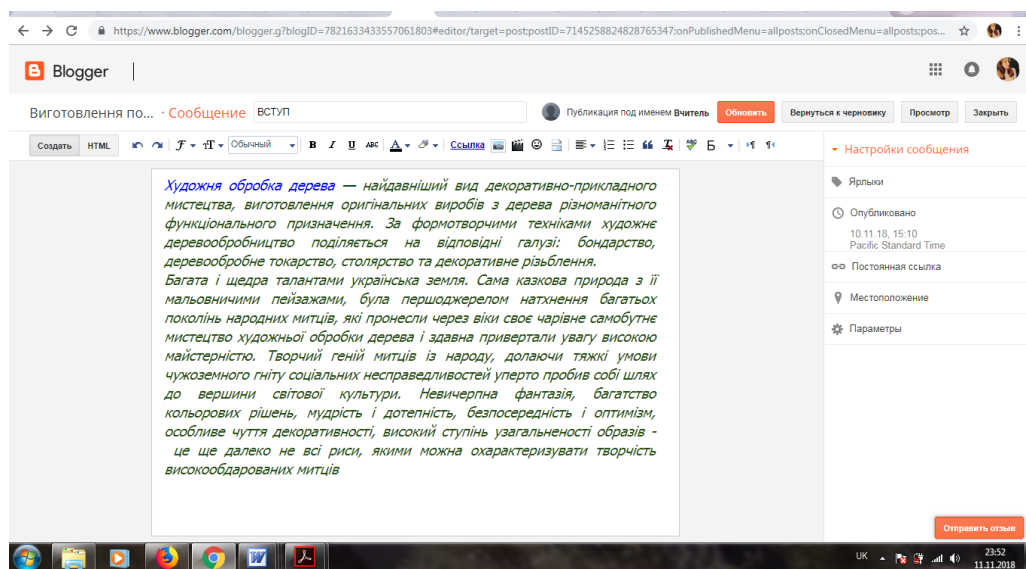 https://www.blogger.com/blogger.g?blogID=7821633433557061803#editor/target=post;postID=7145258824828765347;onPublishedMenu=allposts;onClosedMenu=allposts;pos...
Blogger
Виготовлення по... · Сообщение ВСТУП Публикация под именем Вчитель Обновить Вернуться к черновику Просмотр Закрыть
Создать HTML Обычный B I U ABC A Ссылка Б
Настройки сообщения
Ярлыки
Опубликовано
10.11.18, 15:10
Pacific Standard Time
Постоянная ссылка
Местоположение
Параметры
Художня обробка дерева — найдавніший вид декоративно-прикладного
мистецтва, виготовлення оригінальних виробів з дерева різноманітного
функціонального призначення. За формотворчими техніками художнє
деревообробництво поділяється на відповідні галузі: бондарство,
деревообробне токарство, столярство та декоративне різьблення.
Багата і щедра талантами українська земля. Сама казкова природа з її
мальовничими пейзажами, була першоджерелом натхнення багатьох
поколінь народних митців, які пронесли через віки своє чарівне самобутнє
мистецтво художньої обробки дерева і здавна привертали увагу високою
майстерністю. Творчий геній митців із народу, долаючи тяжкі умови
чужоземного гніту соціальних несправедливостей уперто пробив собі шлях
до вершини світової культури. Невичерпна фантазія, багатство
кольорових рішень, мудрість і дотепність, безпосередність і оптимізм,
особливе чуття декоративності, високий ступінь узагальненості образів -
це ще далеко не всі риси, якими можна охарактеризувати творчість
високообдарованих митців
Отправить отзыв
UK 23:52
11.11.2018